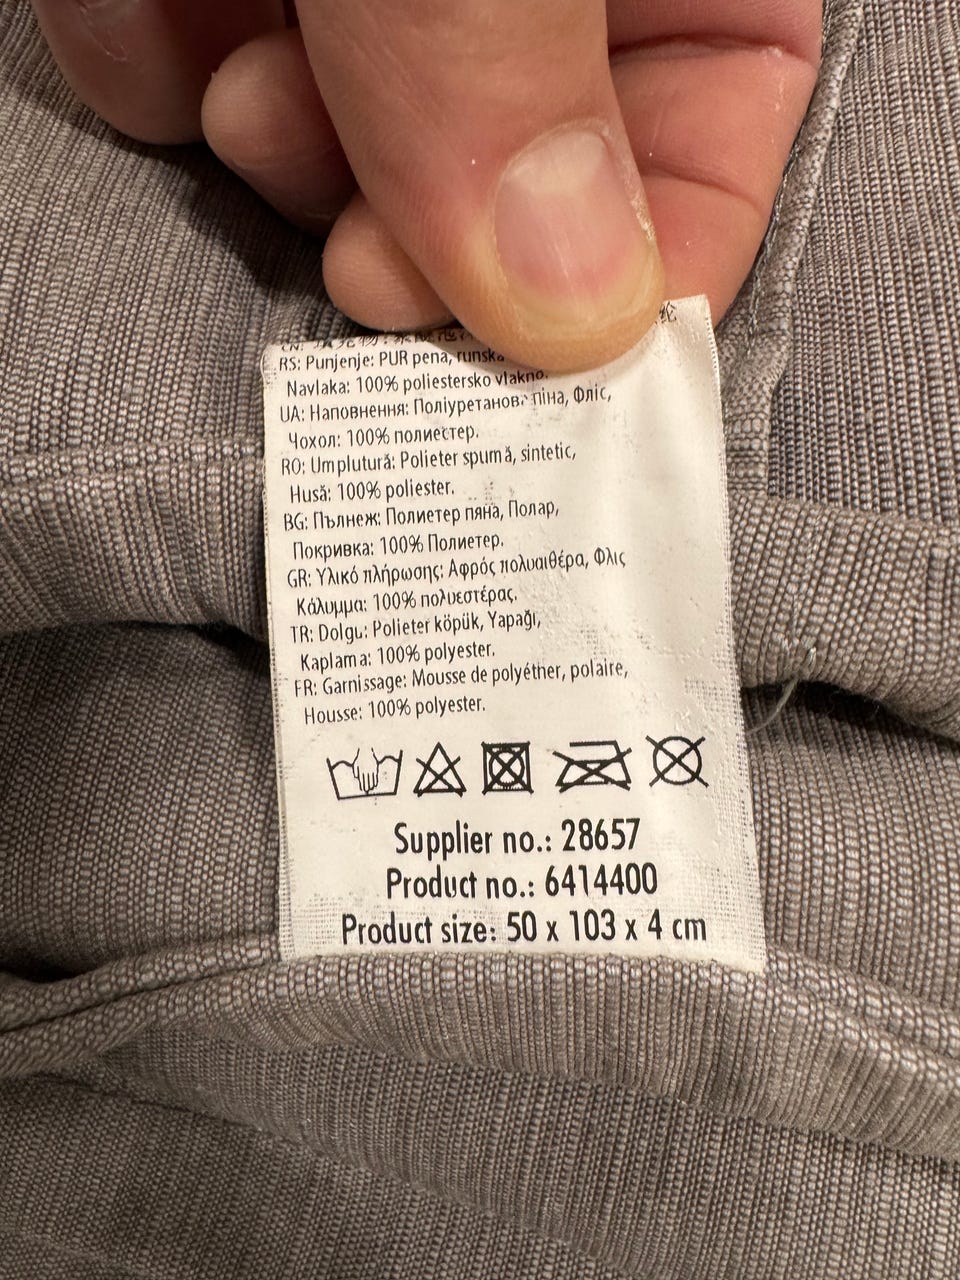 RS: Punjenje: PUR pena, runska
Navlaka: 100% poliestersko vlakno.
UA: Наповнення: Поліуретанова піна, Фліс,
Чохол: 100% полиестер.
RO: Umplutură: Polieter spumă, sintetic,
Husă: 100% poliester.
BG: Пълнеж: Полиетер пяна, Полар,
Покривка: 100% Полиетер.
GR: Υλικό πλήρωσης: Αφρός πολυαιθέρα, Φλις
Κάλυμμα: 100% πολυεστέρας.
TR: Dolgu: Polieter köpük, Yapağı,
Kaplama: 100% polyester.
FR: Garnissage: Mousse de polyéther, polaire,
Housse: 100% polyester.
Supplier no.: 28657
Product no.: 6414400
Product size: 50 x 103 x 4 cm